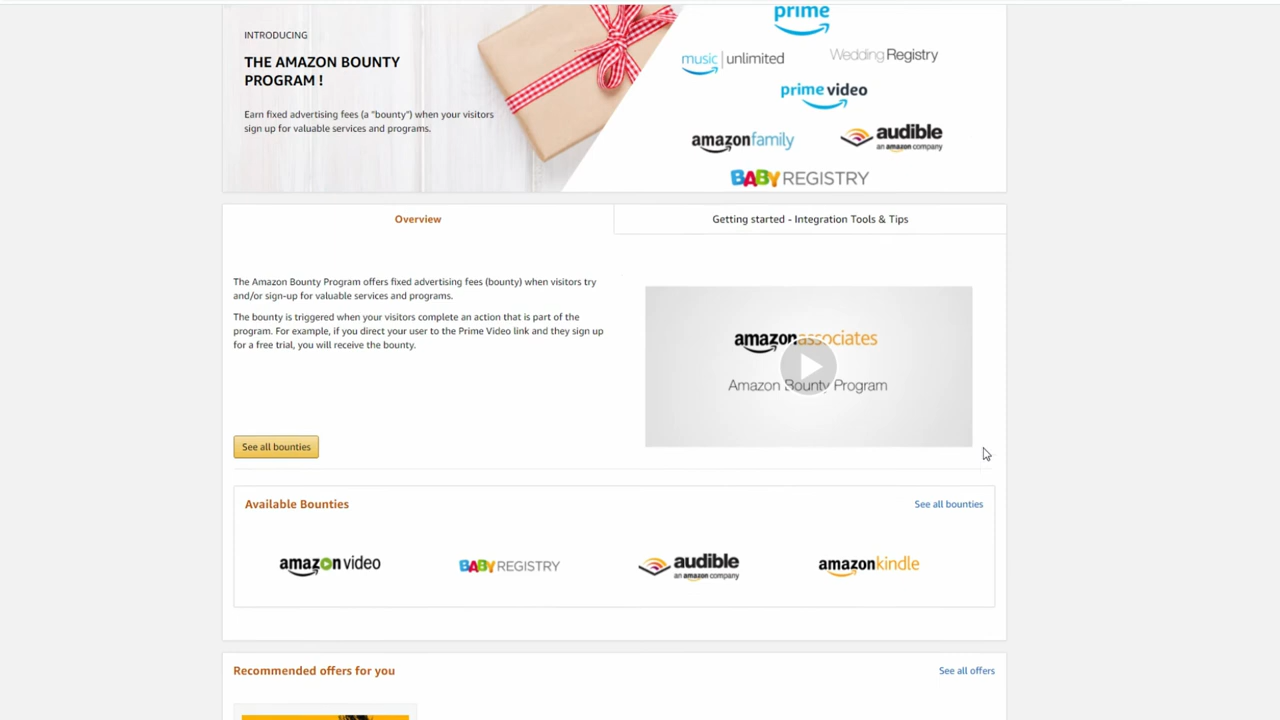 INTRODUCING
THE AMAZON BOUNTY
PROGRAM !
Earn fixed advertising fees (a "bounty") when your visitors
sign up for valuable services and programs.
prime
music unlimited
Wedding Registry
prime video
amazonfamily
audible
an amazon company
BABY REGISTRY
Overview
Getting started - Integration Tools & Tips
The Amazon Bounty Program offers fixed advertising fees (bounty) when visitors try
and/or sign-up for valuable services and programs.
The bounty is triggered when your visitors complete an action that is part of the
program. For example, if you direct your user to the Prime Video link and they sign up
for a free trial, you will receive the bounty.
amazonassociates
Amazon Bounty Program
See all bounties
Available Bounties
See all bounties
amazon video
BABY REGISTRY
audible
an amazon company
amazonkindle
Recommended offers for you
See all offers